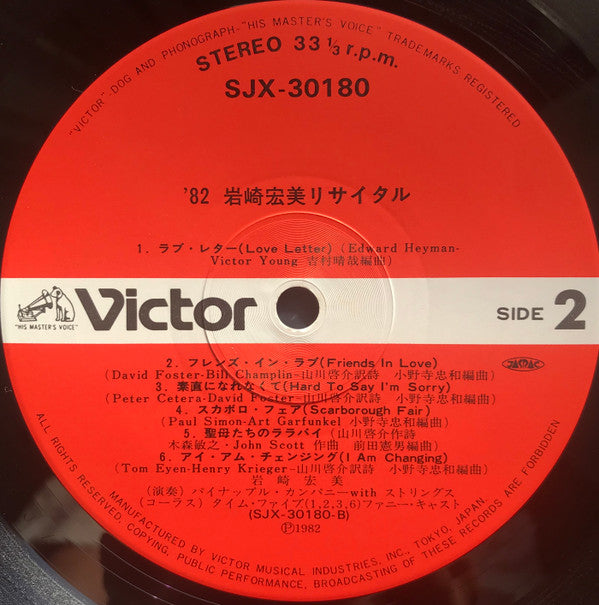 "VICTOR"-DOG AND PHONOGRAPH-"HIS MASTER'S VOICE" TRADEMARKS REGISTERED
STEREO 33 1/3 r.p.m.
SJX-30180
'82 岩崎宏美リサイタル
1. ラブ・レター(Love Letter) (Edward Heyman-
Victor Young 吉村晴哉編曲)
"HIS MASTER'S VOICE"
Victor
SIDE 2
2. フレンズ・イン・ラブ(Friends In Love)
(David Foster-Bill Champlin-山川啓介訳詩 小野寺忠和編曲)
JASRAC
3. 素直になれなくて(Hard To Say I'm Sorry)
(Peter Cetera-David Foster-山川啓介訳詩 小野寺忠和編曲)
4. スカボロ・フェア(Scarborough Fair)
(Paul Simon-Art Garfunkel 小野寺忠和編曲)
5. 聖母たちのララバイ (山川啓介作詩
木森敏之・John Scott 作曲 前田憲男編曲)
6. アイ・アム・チェンジング(I Am Changing)
(Tom Eyen-Henry Krieger-山川啓介訳詩 小野寺忠和編曲)
岩崎宏美
(演奏) パイナップル・カンパニーwith ストリングス
(コーラス) タイム・ファイブ(1,2,3,6)ファニー・キャスト
(SJX-30180-B)
Ⓟ1982
ALL RIGHTS RESERVED. COPYING, PUBLIC PERFORMANCE, BROADCASTING OF THESE RECORDS ARE FORBIDDEN
MANUFACTURED BY VICTOR MUSICAL INDUSTRIES, INC., TOKYO, JAPAN.